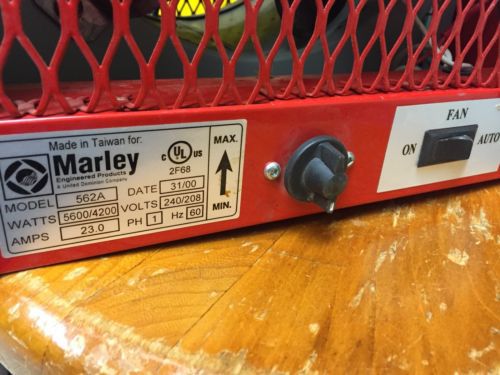 Made in Taiwan for:
Marley
Engineered Products
A United Dominion Company
MODEL 562A
WATTS 5600/4200
AMPS 23.0
C UL US
2F68
DATE 31/00
VOLTS 240/208
PH 1 Hz 60
MAX.
MIN.
FAN
ON AUTO